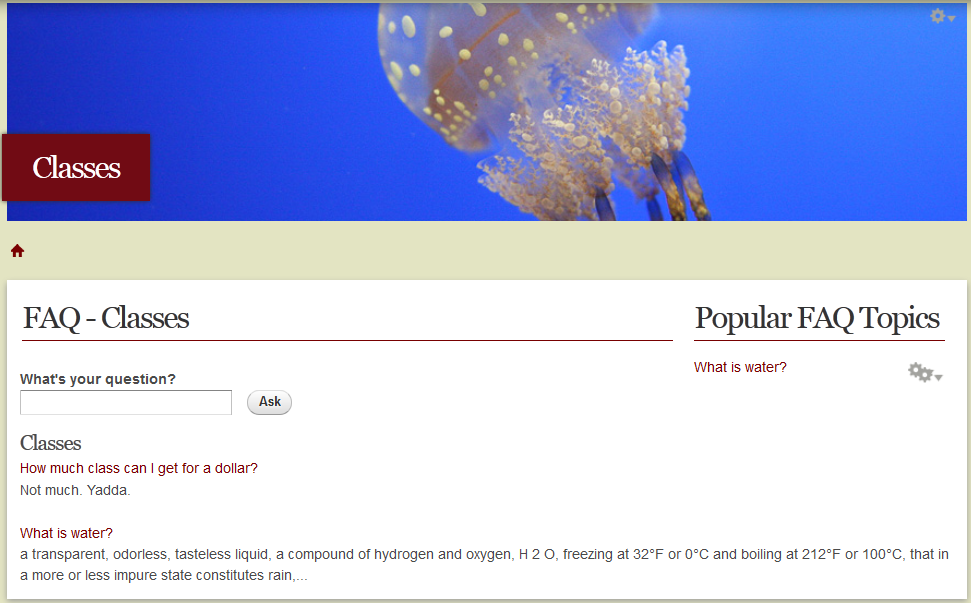 Classes
FAQ - Classes
Popular FAQ Topics
What's your question?
What is water?
Ask
Classes
How much class can I get for a dollar?
Not much. Yadda.
What is water?
a transparent, odorless, tasteless liquid, a compound of hydrogen and oxygen, H 2 O, freezing at 32°F or 0°C and boiling at 212°F or 100°C, that in
a more or less impure state constitutes rain,...